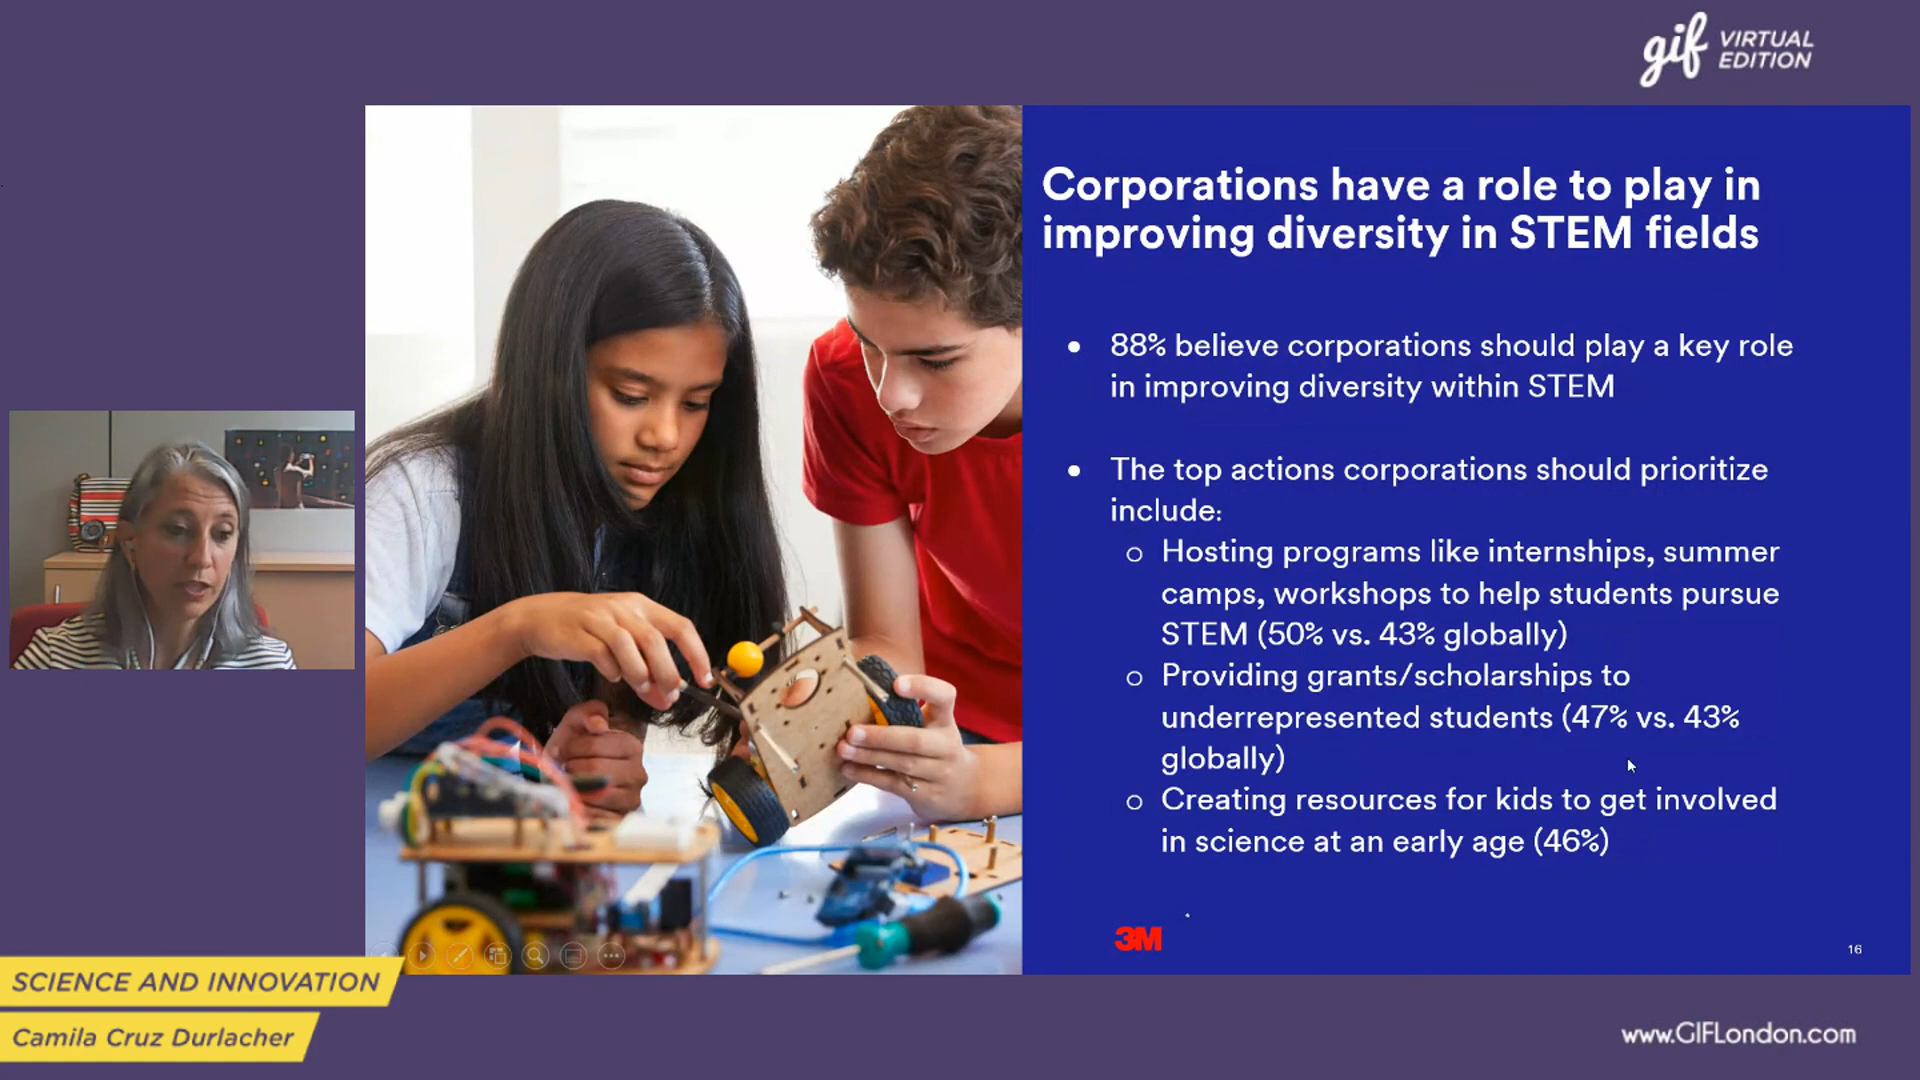 gif VIRTUAL
EDITION
Corporations have a role to play in
improving diversity in STEM fields
• 88% believe corporations should play a key role
in improving diversity within STEM
• The top actions corporations should prioritize
include:
o Hosting programs like internships, summer
camps, workshops to help students pursue
STEM (50% vs. 43% globally)
o Providing grants/scholarships to
underrepresented students (47% vs. 43%
globally)
o Creating resources for kids to get involved
in science at an early age (46%)
3M
16
SCIENCE AND INNOVATION
Camila Cruz Durlacher
www.GIFLondon.com